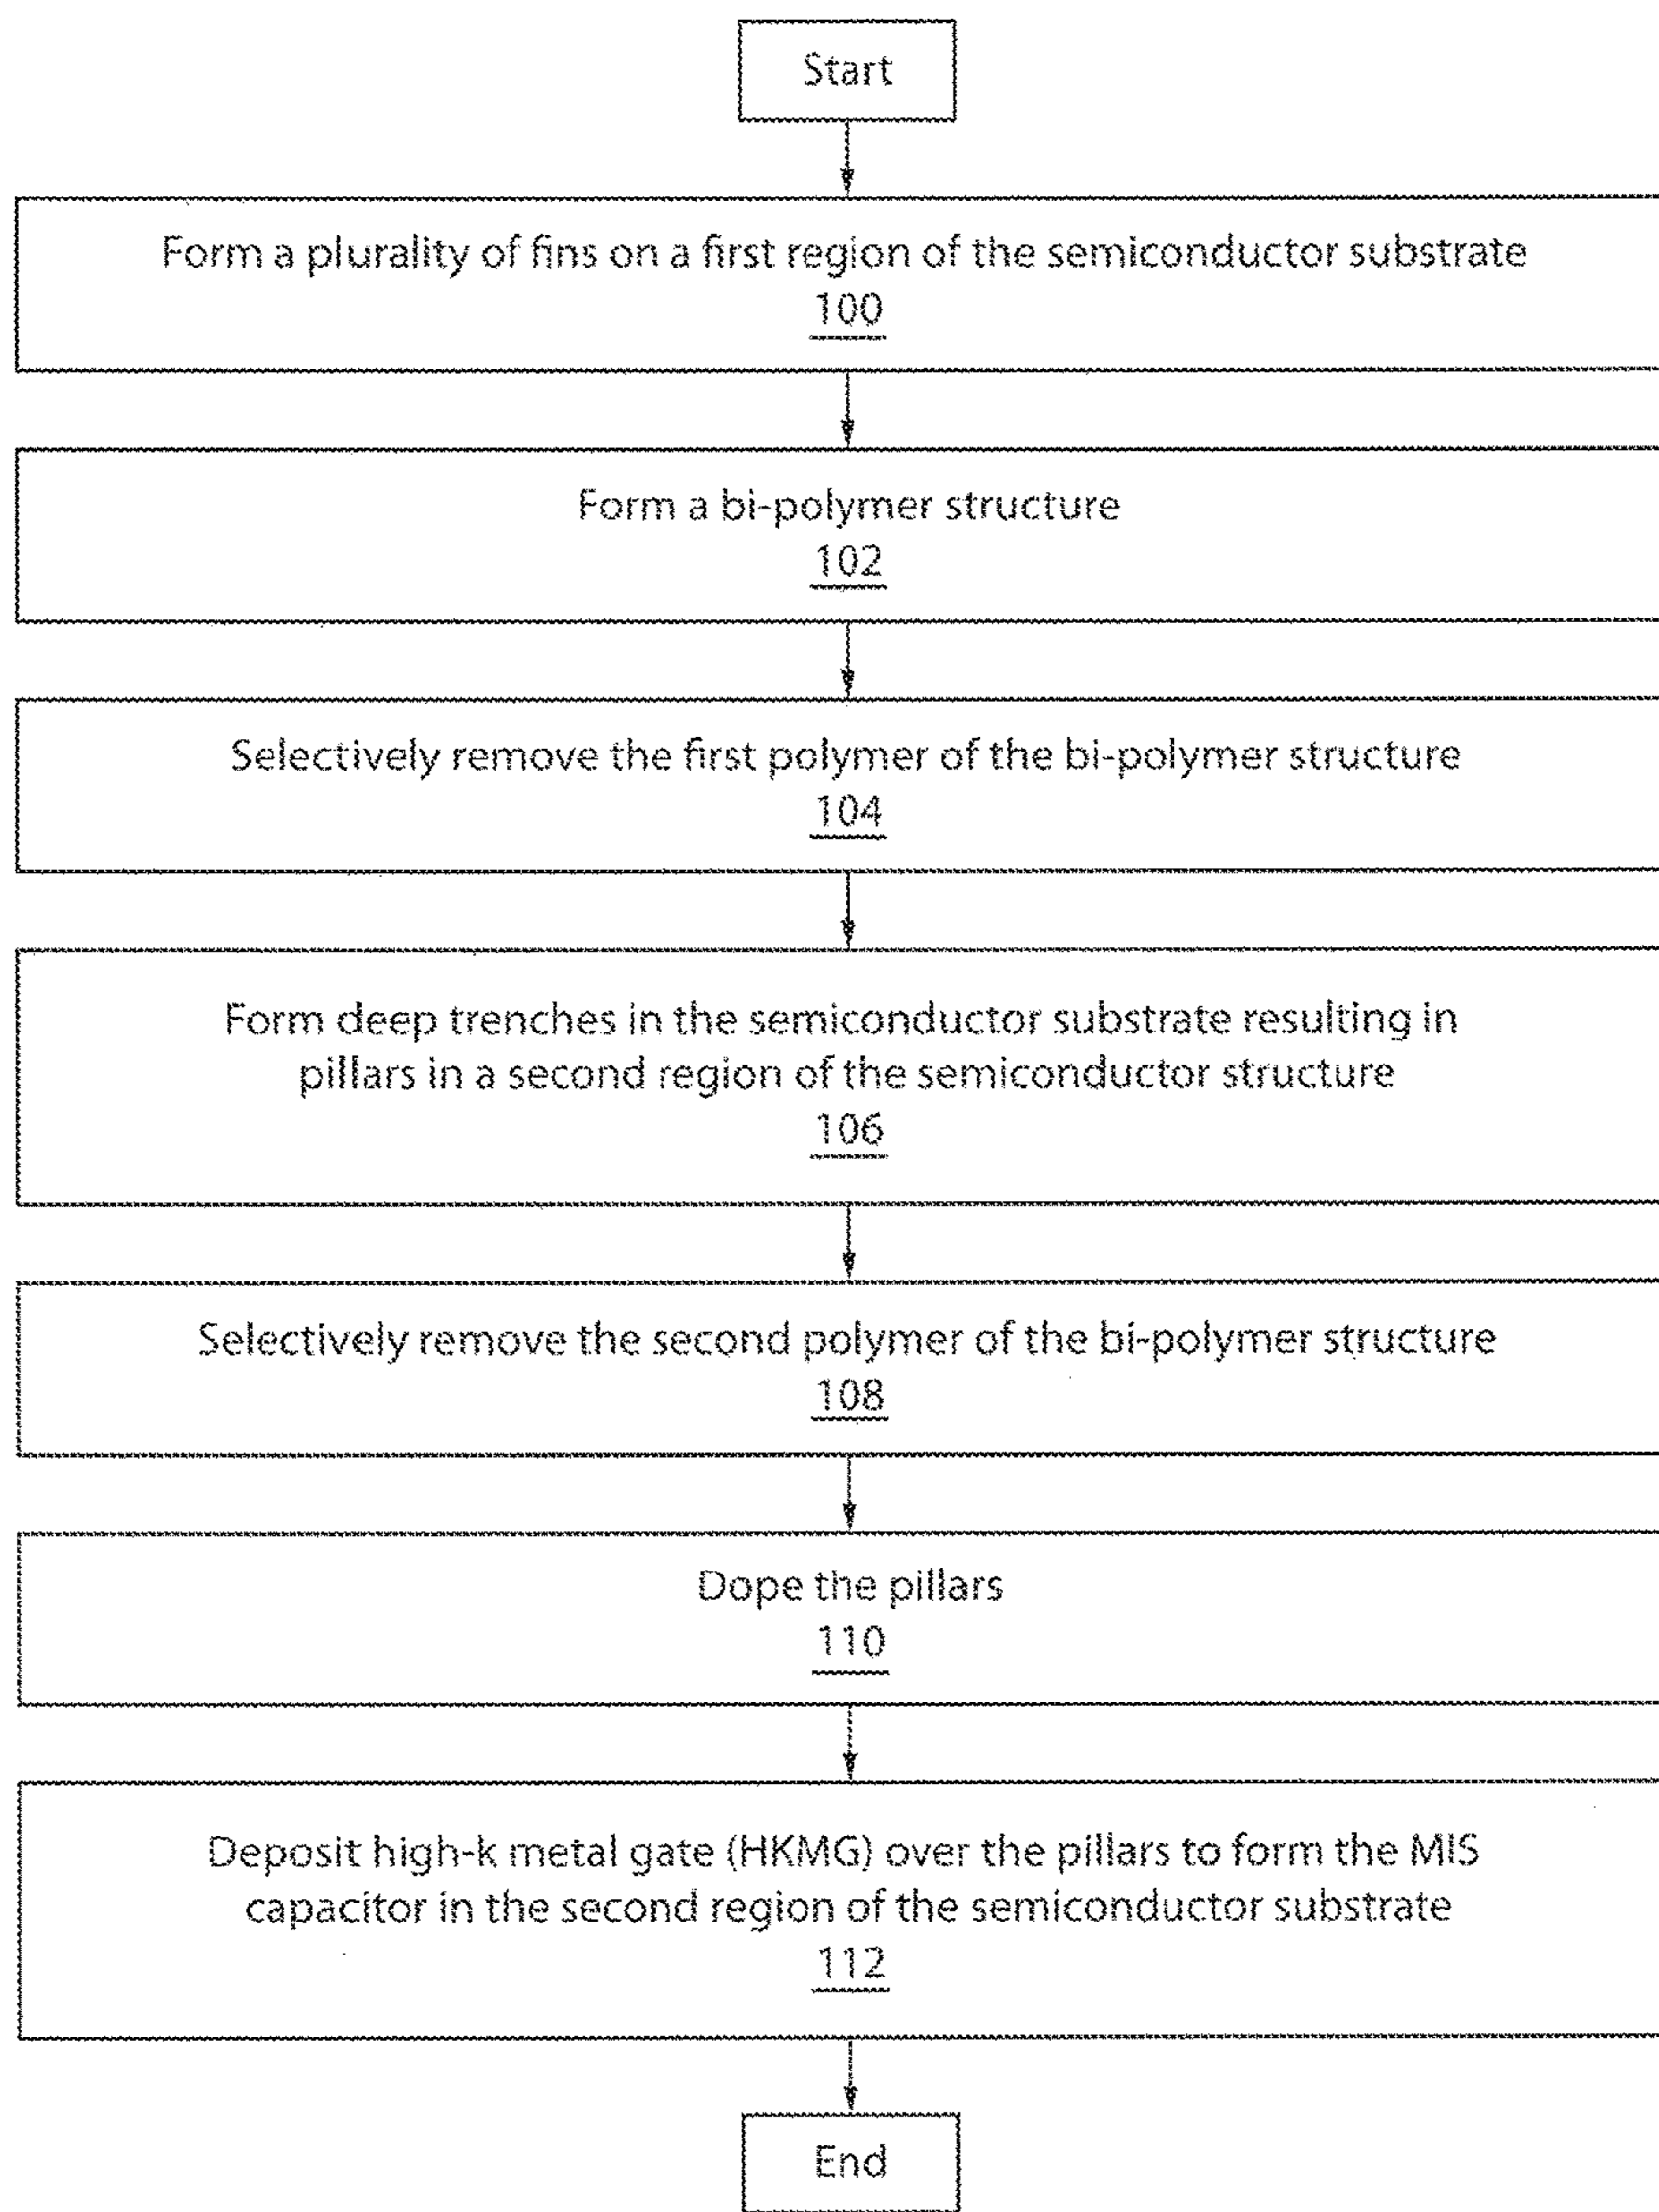 Start
Form a plurality of fins on a first region of the semiconductor substrate
100
Form a bi-polymer structure
102
Selectively remove the first polymer of the bi-polymer structure
104
Form deep trenches in the semiconductor substrate resulting in
pillars in a second region of the semiconductor structure
106
Selectively remove the second polymer of the bi-polymer structure
108
Dope the pillars
110
Deposit high-k metal gate (HKMG) over the pillars to form the MIS
capacitor in the second region of the semiconductor substrate
112
End